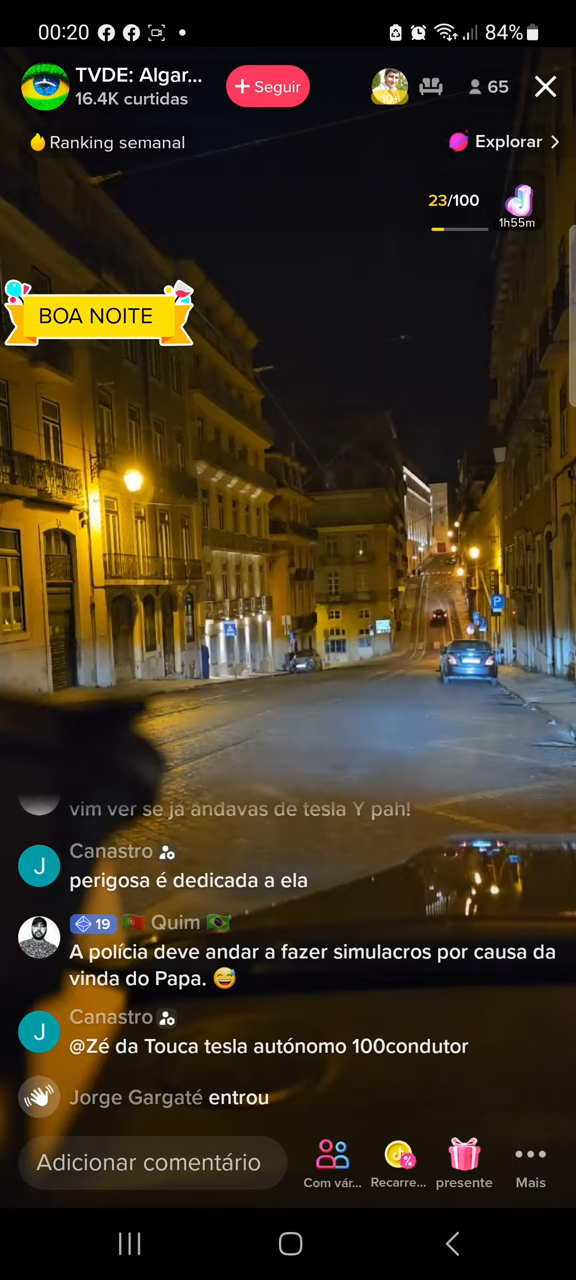 00:20
84%
TVDE: Algar...
16.4K curtidas
+ Seguir
65
Ranking semanal
Explorar
23/100
1h55m
BOA NOITE
P
vim ver se já andavas de tesla Y pah!
J
Canastro
perigosa é dedicada a ela
19 Quim
A polícia deve andar a fazer simulacros por causa da
vinda do Papa. 😅
J
Canastro
@Zé da Touca tesla autónomo 100condutor
Jorge Gargaté entrou
Adicionar comentário
Com vár...
Recarre...
presente
Mais